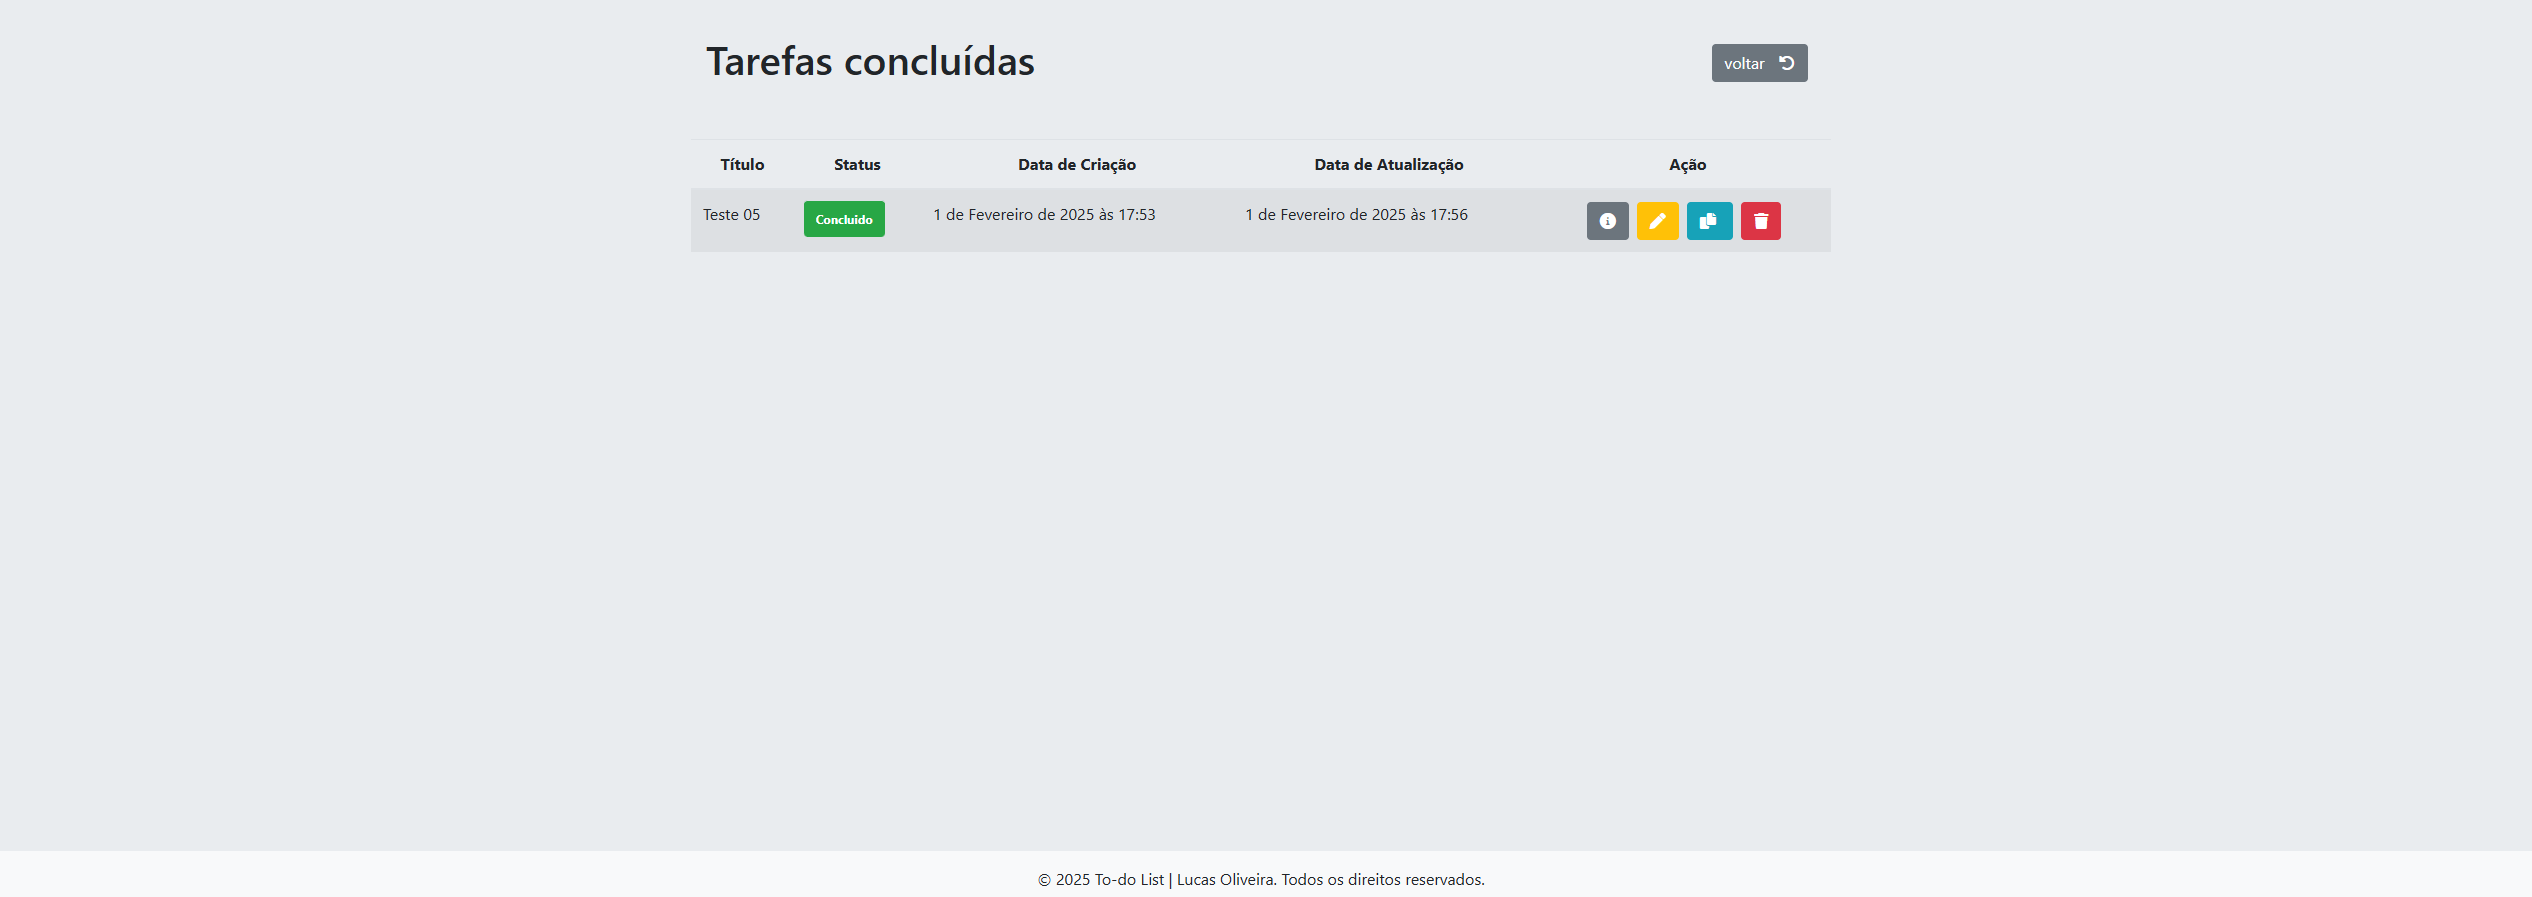 Tarefas concluídas
voltar
Título Status Data de Criação Data de Atualização Ação
Teste 05 Concluido 1 de Fevereiro de 2025 às 17:53 1 de Fevereiro de 2025 às 17:56
© 2025 To-do List | Lucas Oliveira. Todos os direitos reservados.